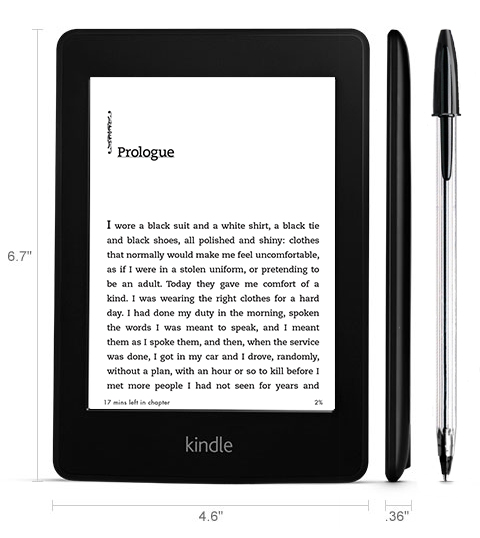 Prologue
I wore a black suit and a white shirt, a black tie
and black shoes, all polished and shiny: clothes
that normally would make me feel uncomfortable,
as if I were in a stolen uniform, or pretending to
be an adult. Today they gave me comfort of a
kind. I was wearing the right clothes for a hard
day. I had done my duty in the morning, spoken
the words I was meant to speak, and I meant
them as I spoke them, and then, when the service
was done, I got in my car and I drove, randomly,
without a plan, with an hour or so to kill before I
met more people I had not seen for years and
17 mins left in chapter 2%
kindle
6.7"
4.6" .36"